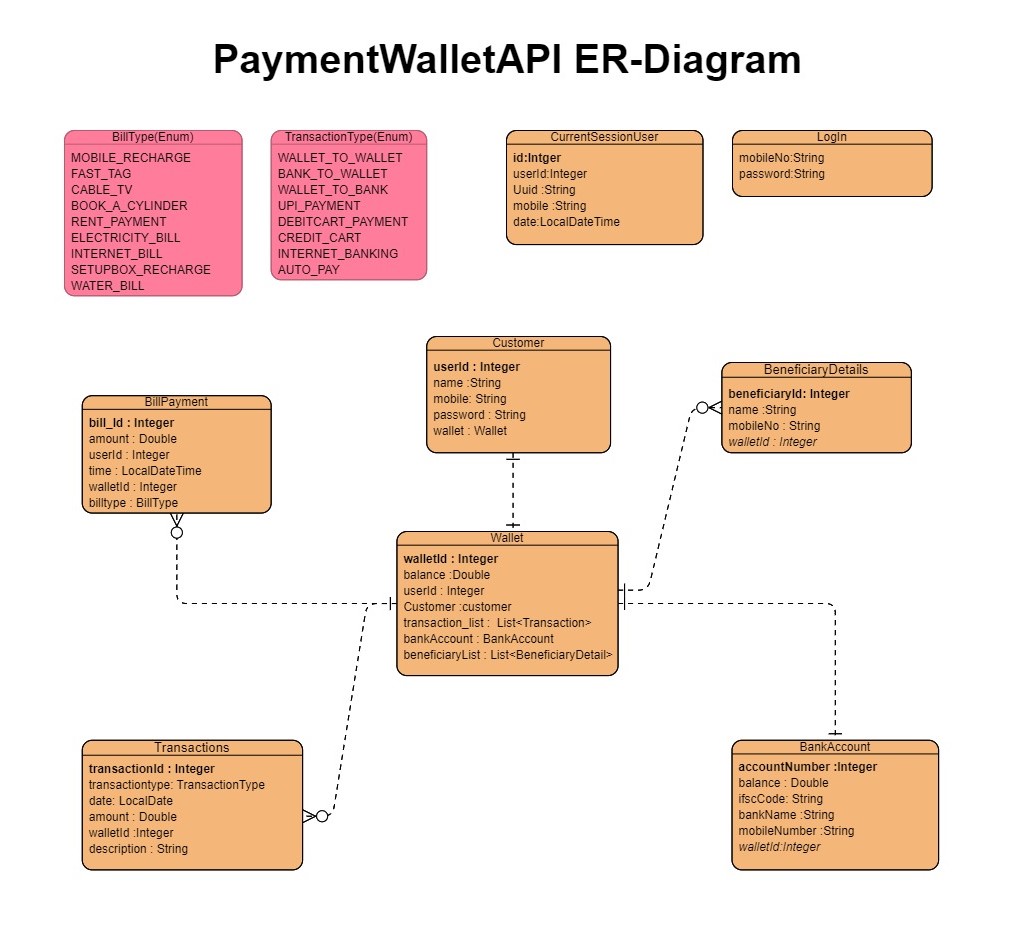 PaymentWalletAPI ER-Diagram
BillType(Enum)
MOBILE_RECHARGE
FAST_TAG
CABLE_TV
BOOK_A_CYLINDER
RENT_PAYMENT
ELECTRICITY_BILL
INTERNET_BILL
SETUPBOX_RECHARGE
WATER_BILL
TransactionType(Enum)
WALLET_TO_WALLET
BANK_TO_WALLET
WALLET_TO_BANK
UPI_PAYMENT
DEBITCART_PAYMENT
CREDIT_CART
INTERNET_BANKING
AUTO_PAY
CurrentSessionUser
id:Intger
userId:Integer
Uuid :String
mobile :String
date:LocalDateTime
LogIn
mobileNo:String
password:String
Customer
userId : Integer
name :String
mobile: String
password : String
wallet : Wallet
BeneficiaryDetails
beneficiaryId: Integer
name :String
mobileNo : String
walletId : Integer
BillPayment
bill_Id : Integer
amount : Double
userId : Integer
time : LocalDateTime
walletId : Integer
billtype : BillType
Wallet
walletId : Integer
balance :Double
userId : Integer
Customer :customer
transaction_list :  List<Transaction>
bankAccount : BankAccount
beneficiaryList : List<BeneficiaryDetail>
Transactions
transactionId : Integer
transactiontype: TransactionType
date: LocalDate
amount : Double
walletId :Integer
description : String
BankAccount
accountNumber :Integer
balance : Double
ifscCode: String
bankName :String
mobileNumber :String
walletId:Integer